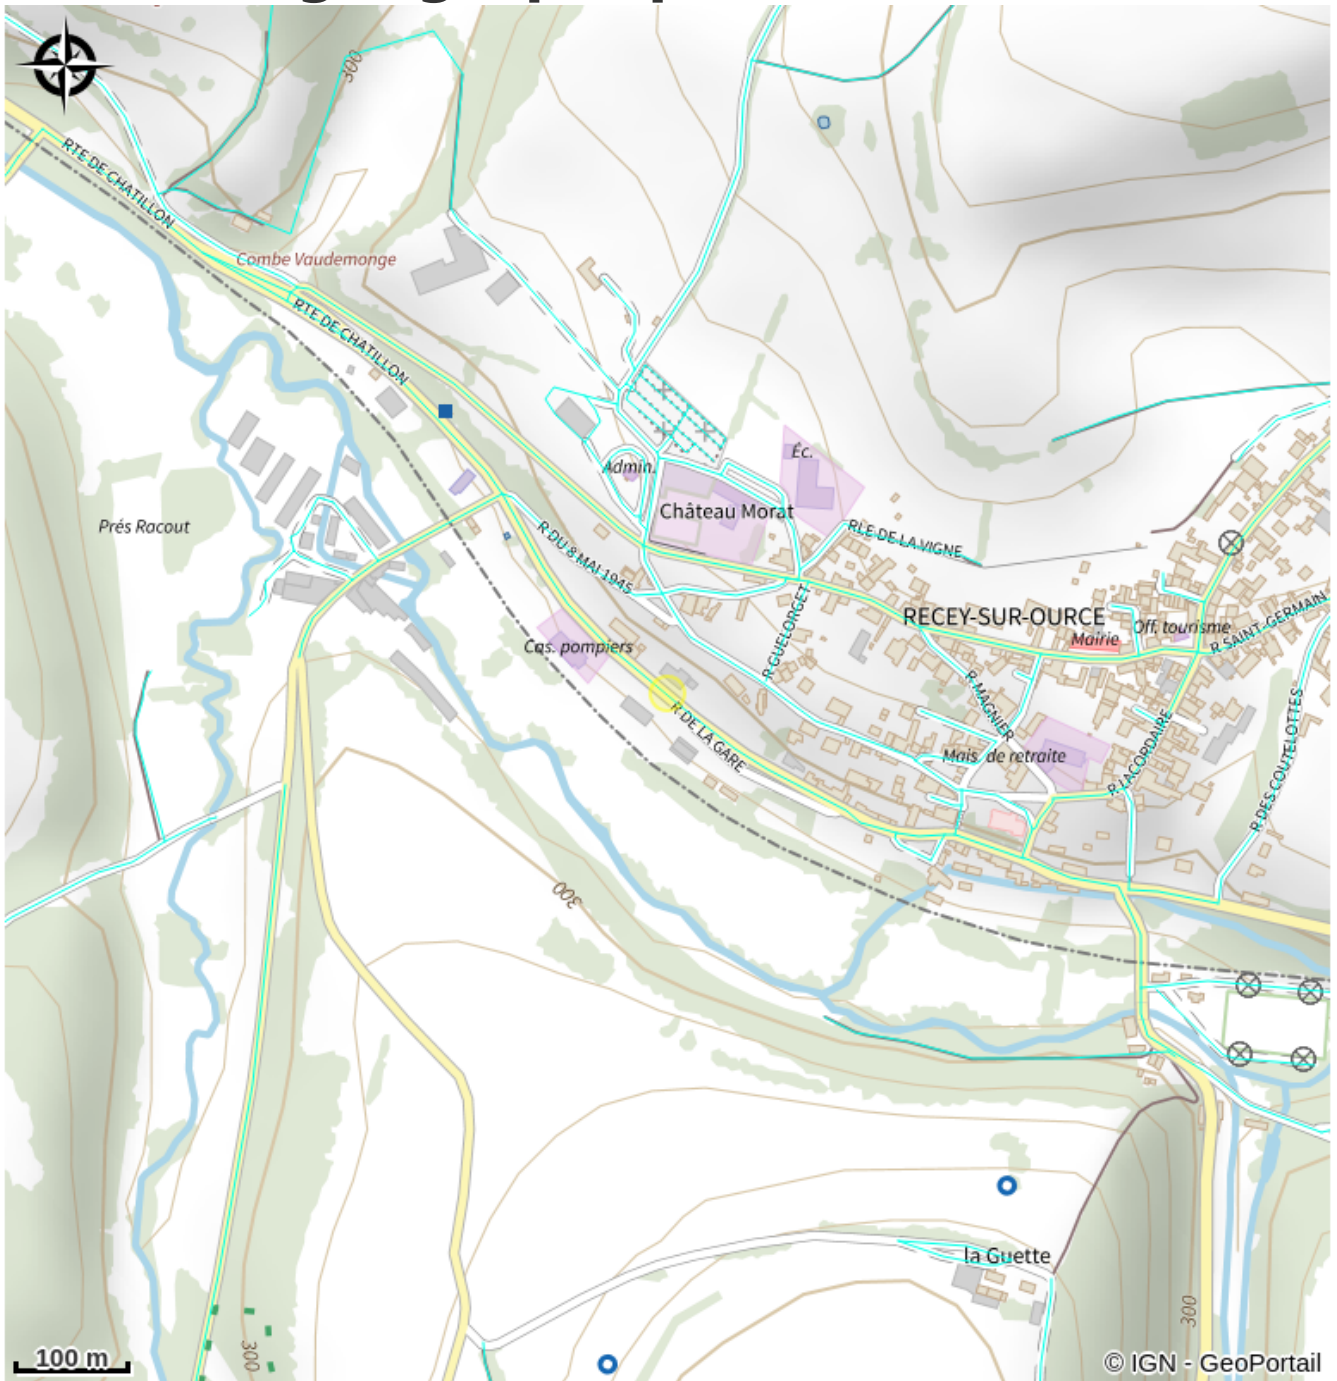 300
RTE DE CHATILLON
Combe Vaudemonge
RTE DE CHATILLON
Éc.
Admin.
Château Morat
Prés Racout
R DU 8 MAI 1945
RLE DE LA VIGNE
R GUELORGET
RECEY-SUR-OURCE
Off. tourisme
Mairie
R SAINT-GERMAIN
Cas. pompiers
R MAGNIER
R DE LA GARE
R LACORDAIRE
R DES COUTELOTTES
Mais. de retraite
300
la Guette
300
300
100 m
© IGN - GeoPortail